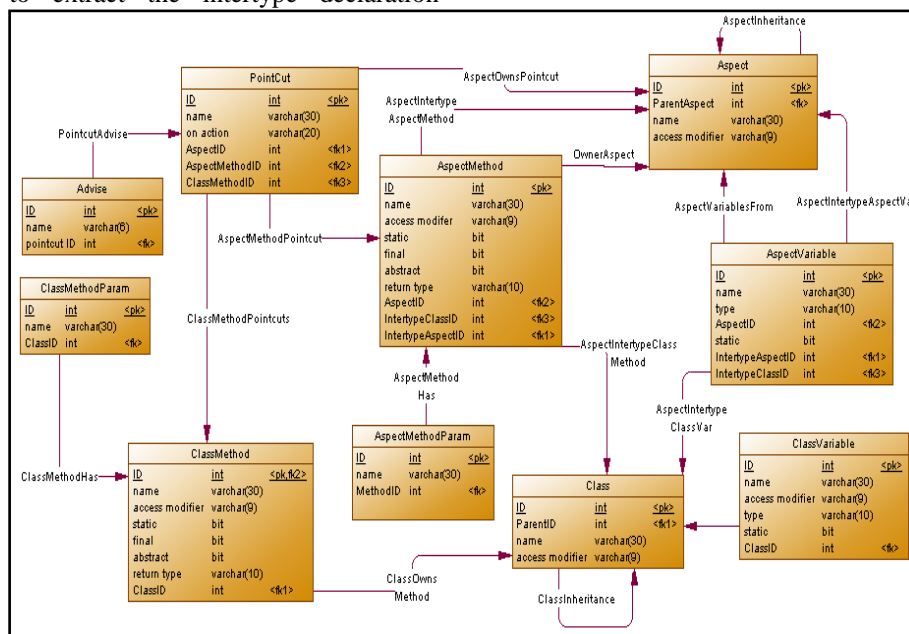 to extract the intertype declaration
AspectInheritance
Aspect
ID int <pk>
ParentAspect int <fk>
name varchar(30)
access modifier varchar(9)
PointCut
ID int <pk>
name varchar(30)
on action varchar(20)
AspectID int <fk1>
AspectMethodID int <fk2>
ClassMethodID int <fk3>
AspectOwnsPointcut
AspectIntertype
AspectMethod
OwnerAspect
PointcutAdvise
Advise
ID int <pk>
name varchar(6)
pointcut ID int <fk>
AspectMethod
ID int <pk>
name varchar(30)
access modifer varchar(9)
static bit
final bit
abstract bit
return type varchar(10)
AspectID int <fk2>
IntertypeClassID int <fk3>
IntertypeAspectID int <fk1>
AspectVariablesFrom
AspectIntertypeAspectVa
AspectMethodPointcut
AspectVariable
ID int <pk>
name varchar(30)
type varchar(10)
AspectID int <fk2>
static bit
IntertypeAspectID int <fk1>
IntertypeClassID int <fk3>
ClassMethodParam
ID int <pk>
name varchar(30)
ClassID int <fk>
ClassMethodPointcuts
AspectIntertypeClass
Method
AspectMethod
Has
AspectIntertype
ClassVar
AspectMethodParam
ID int <pk>
name varchar(30)
MethodID int <fk>
ClassMethodHas
ClassMethod
ID int <pk,fk2>
name varchar(30)
access modifier varchar(9)
static bit
final bit
abstract bit
return type varchar(10)
ClassID int <fk1>
Class
ID int <pk>
ParentID int <fk1>
name varchar(30)
access modifier varchar(9)
ClassVariable
ID int <pk>
name varchar(30)
access modifier varchar(9)
type varchar(10)
static bit
ClassID int <fk>
ClassOwns
Method
ClassInheritance